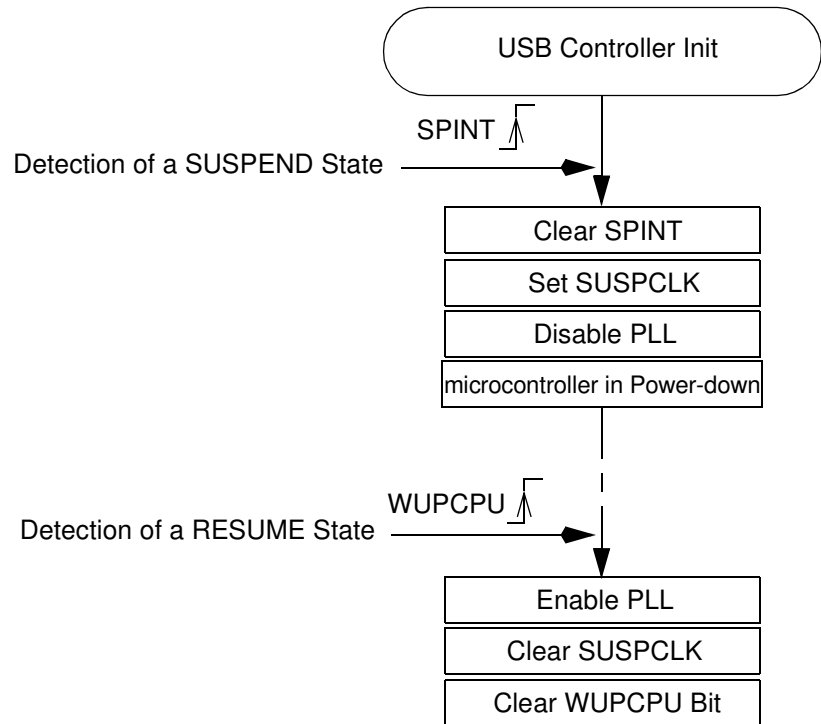 USB Controller Init
SPINT
Detection of a SUSPEND State
Clear SPINT
Set SUSPCLK
Disable PLL
microcontroller in Power-down
WUPCPU
Detection of a RESUME State
Enable PLL
Clear SUSPCLK
Clear WUPCPU Bit